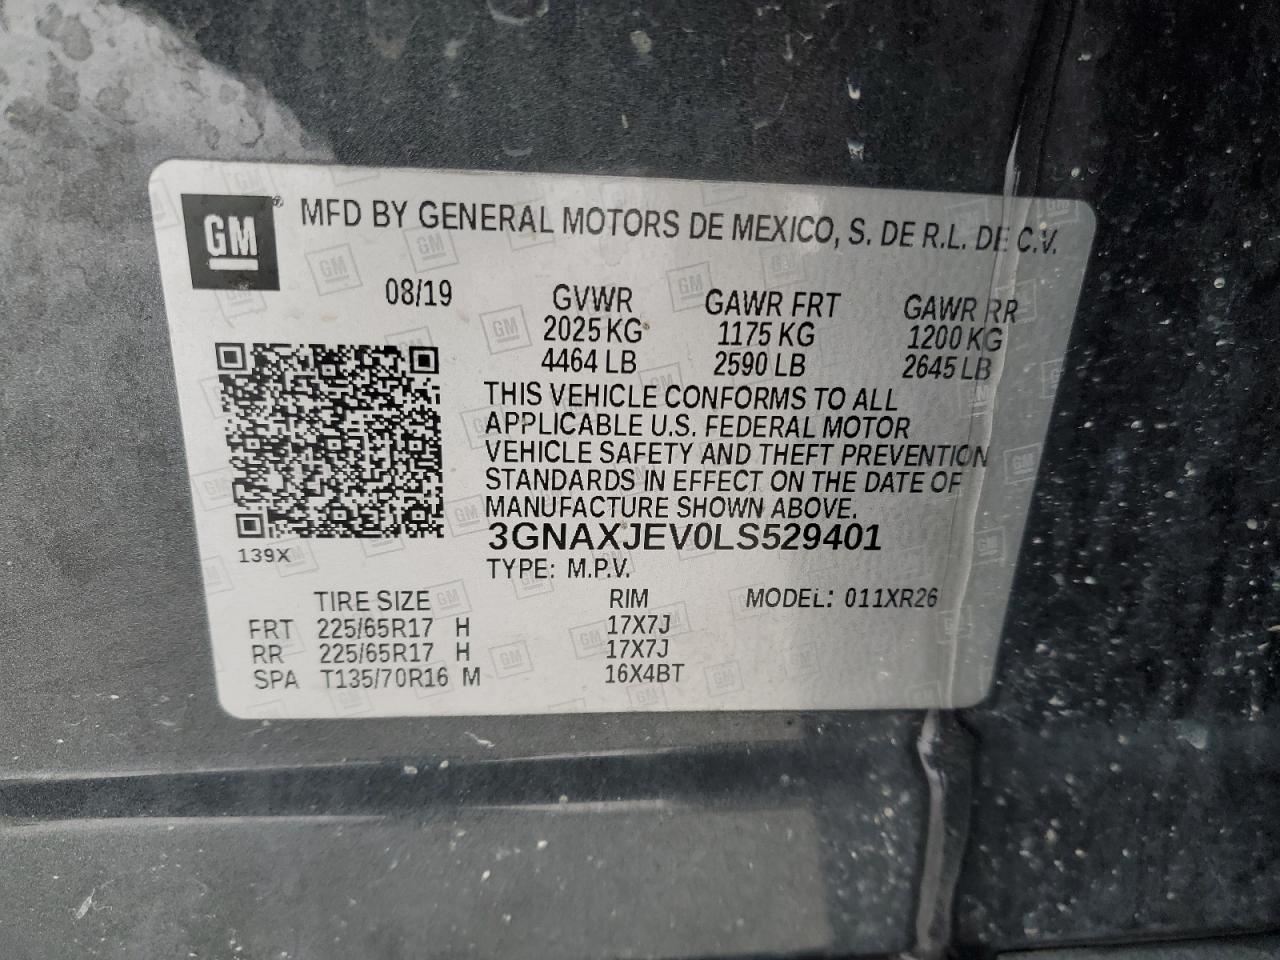 GM® MFD BY GENERAL MOTORS DE MEXICO, S. DE R.L. DE C.V.
08/19 GVWR GAWR FRT GAWR RR
2025 KG 1175 KG 1200 KG
4464 LB 2590 LB 2645 LB
THIS VEHICLE CONFORMS TO ALL
APPLICABLE U.S. FEDERAL MOTOR
VEHICLE SAFETY AND THEFT PREVENTION
STANDARDS IN EFFECT ON THE DATE OF
MANUFACTURE SHOWN ABOVE.
3GNAXJEV0LS529401
139X
TYPE: M.P.V.
TIRE SIZE RIM MODEL: 011XR26
FRT 225/65R17 H 17X7J
RR 225/65R17 H 17X7J
SPA T135/70R16 M 16X4BT